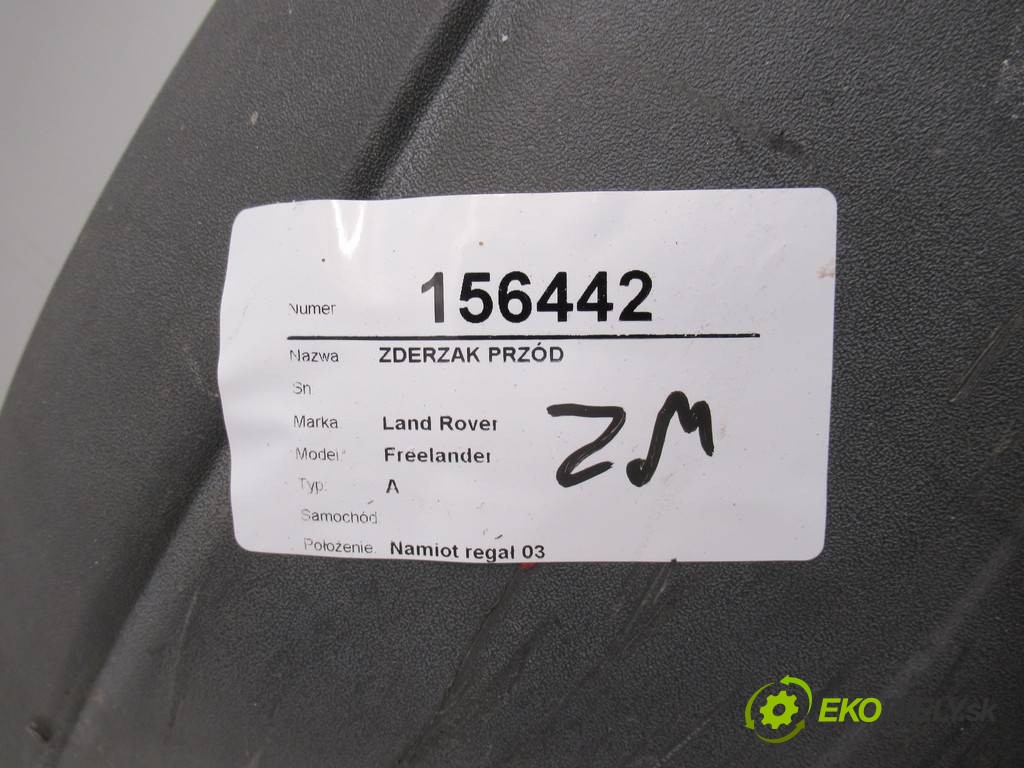 Numer 156442
Nazwa ZDERZAK PRZÓD
Sn.
Marka Land Rover
Model: Freelander
Typ: A
Samochód
Położenie. Namiot regał 03
ZM
EKO DIELY.sk